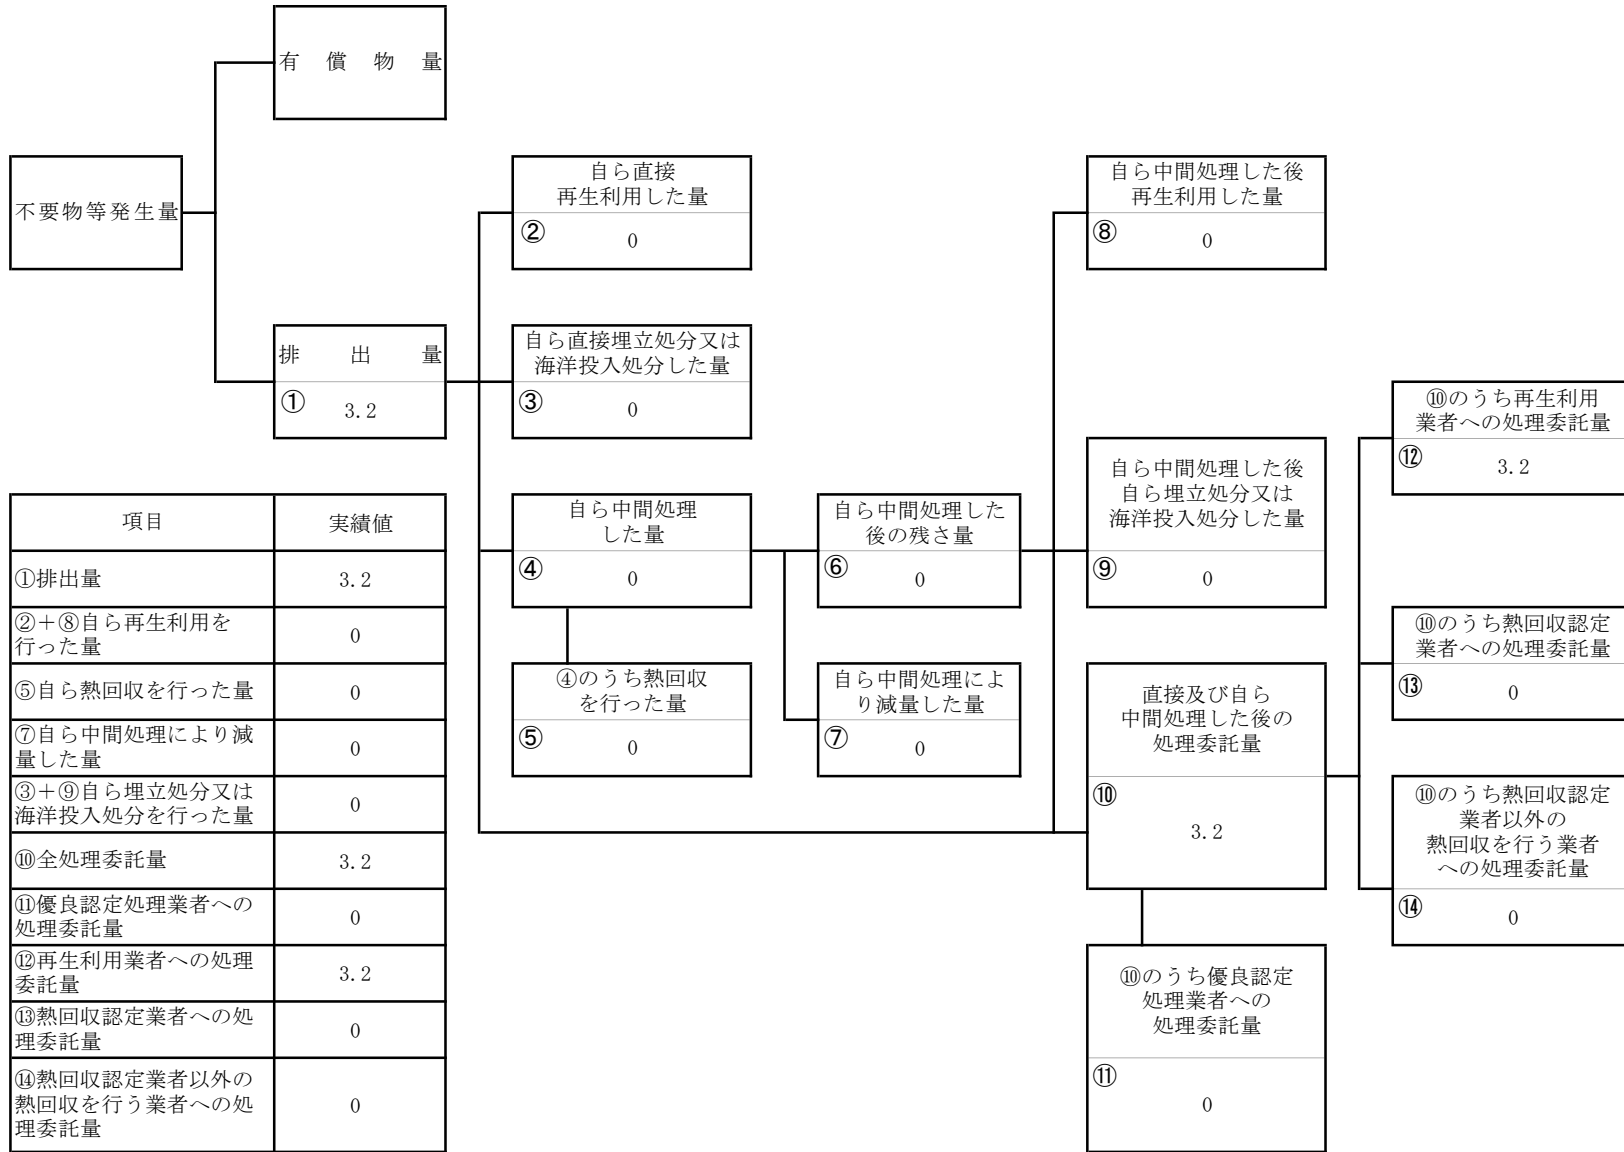 有償物量
不要物等発生量
排出量
① 3.2
自ら直接
再生利用した量
② 0
自ら直接埋立処分又は
海洋投入処分した量
③ 0
自ら中間処理
した量
④ 0
④のうち熱回収
を行った量
⑤ 0
自ら中間処理した
後の残さ量
⑥ 0
自ら中間処理によ
り減量した量
⑦ 0
自ら中間処理した後
再生利用した量
⑧ 0
自ら中間処理した後
自ら埋立処分又は
海洋投入処分した量
⑨ 0
直接及び自ら
中間処理した後の
処理委託量
⑩
3.2
⑩のうち優良認定
処理業者への
処理委託量
⑪
0
⑩のうち再生利用
業者への処理委託量
⑫ 3.2
⑩のうち熱回収認定
業者への処理委託量
⑬ 0
⑩のうち熱回収認定
業者以外の
熱回収を行う業者
への処理委託量
⑭ 0
項目 実績値
①排出量 3.2
②+⑧自ら再生利用を
行った量 0
⑤自ら熱回収を行った量 0
⑦自ら中間処理により減
量した量 0
③+⑨自ら埋立処分又は
海洋投入処分を行った量 0
⑩全処理委託量 3.2
⑪優良認定処理業者への
処理委託量 0
⑫再生利用業者への処理
委託量 3.2
⑬熱回収認定業者への処
理委託量 0
⑭熱回収認定業者以外の
熱回収を行う業者への処
理委託量 0